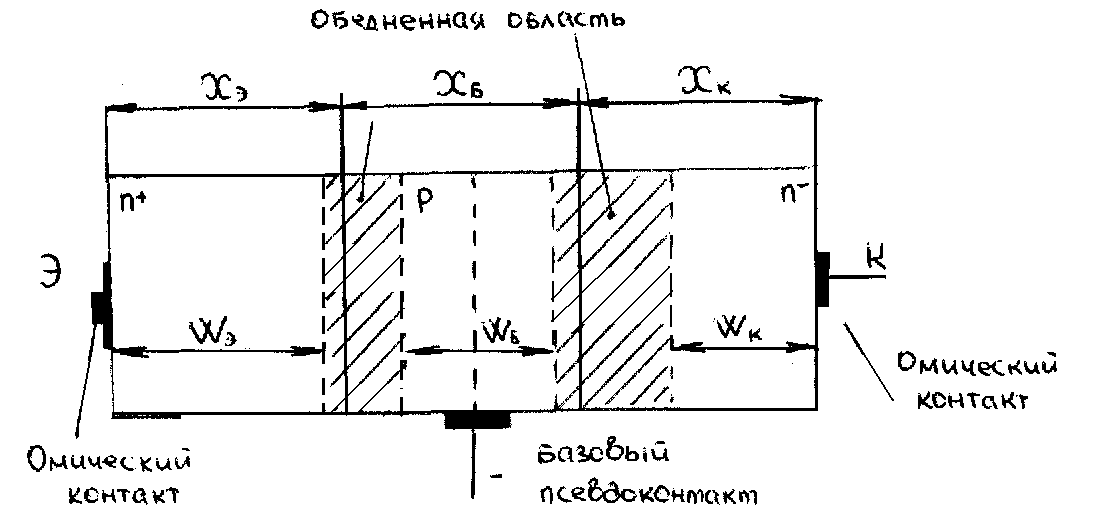 Обедненная область
Xэ Xб Xк
n+ p n-
Э К
Wэ Wб Wк
Омический
контакт
Омический
контакт
Базовый
псевдоконтакт
-